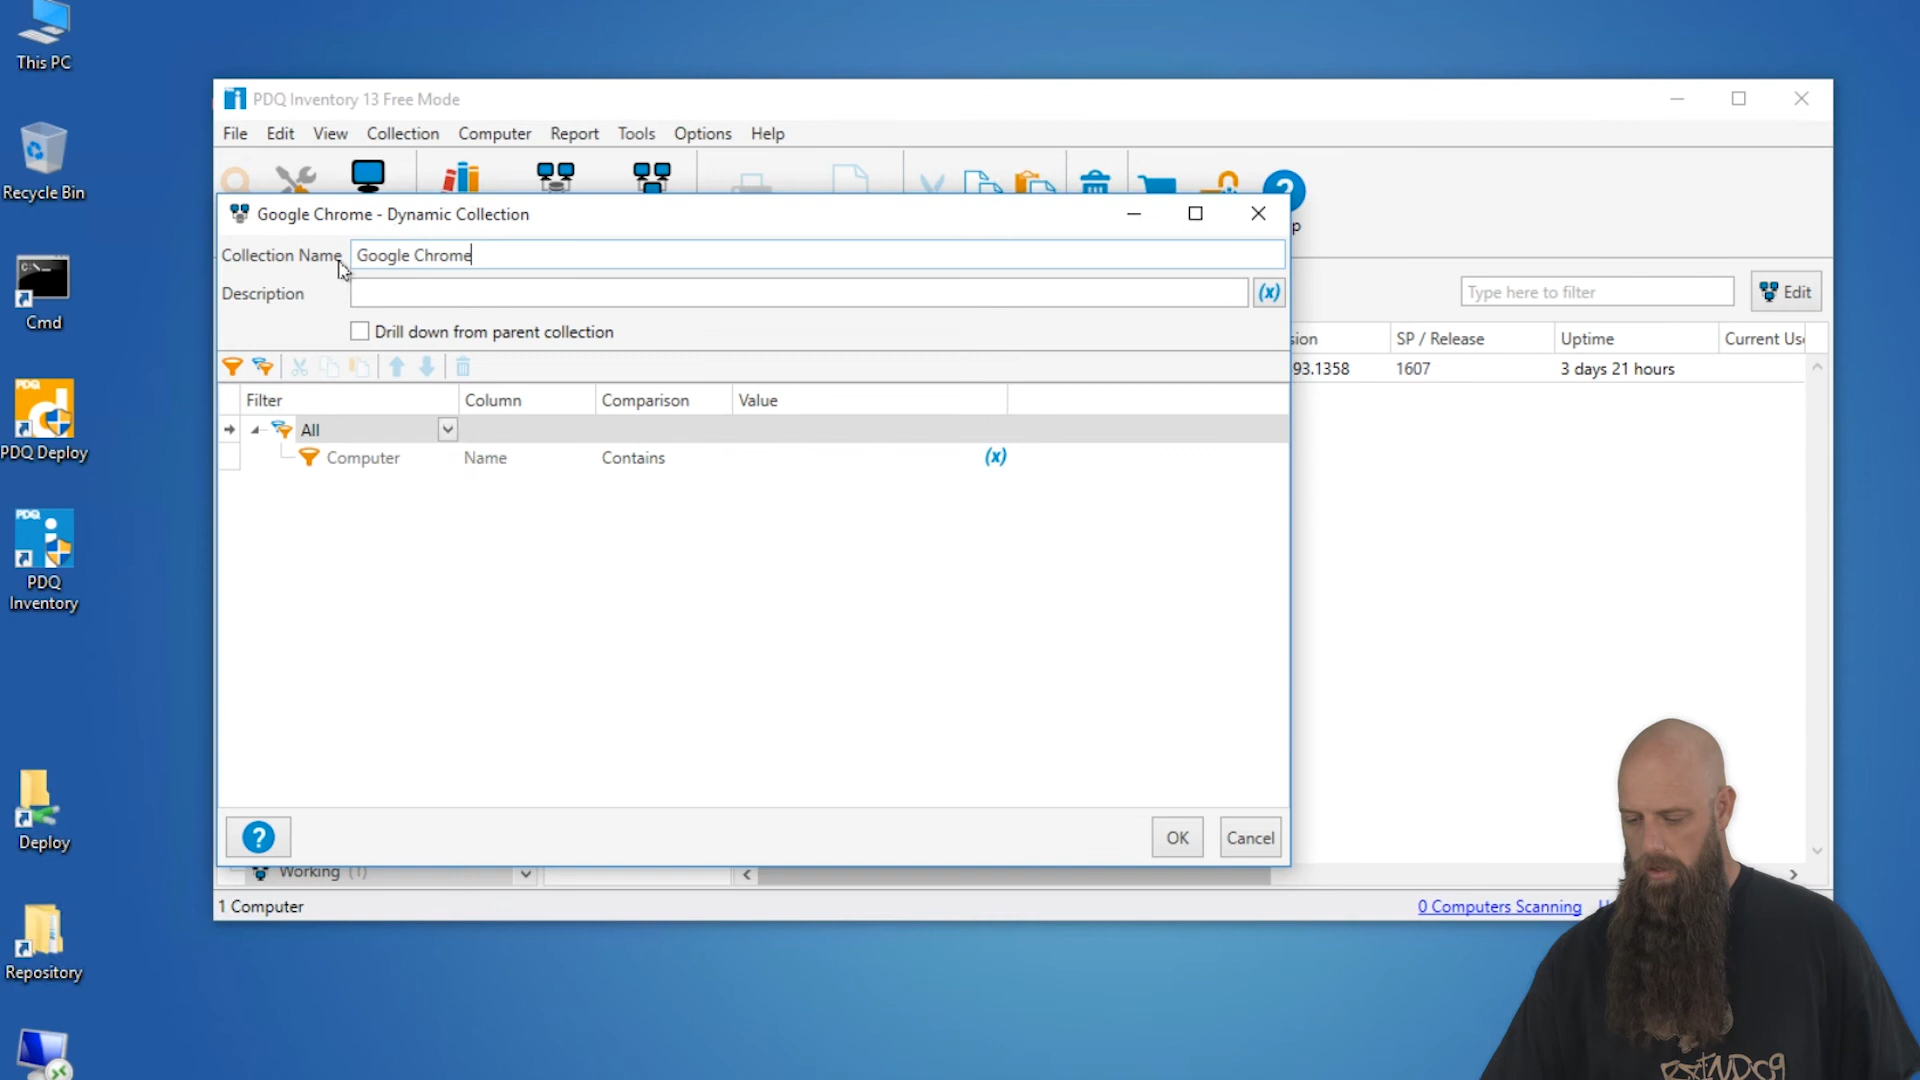 This PC
Recycle Bin
Cmd
PDQ
PDQ Deploy
PDQ
PDQ
Inventory
Deploy
Repository
PDQ Inventory 13 Free Mode
File Edit View Collection Computer Report Tools Options Help
Google Chrome - Dynamic Collection
Collection Name Google Chrome
Description (x)
Drill down from parent collection
Filter Column Comparison Value
All
Computer Name Contains (x)
? OK Cancel
Type here to filter Edit
SP / Release Uptime
93.1358 1607 3 days 21 hours
Working (1)
1 Computer 0 Computers Scanning